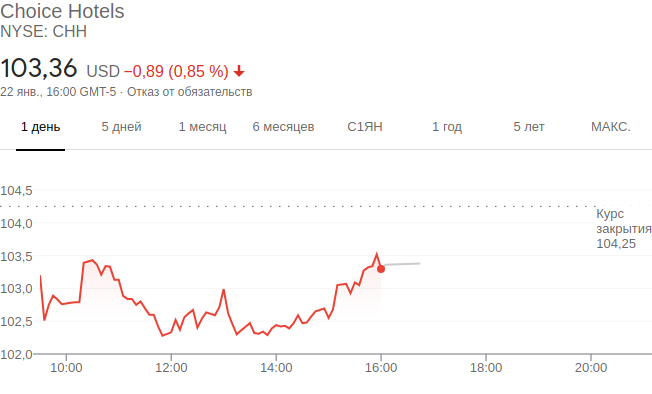 Choice Hotels
NYSE: CHH
103,36 USD −0,89 (0,85 %)
22 янв., 16:00 GMT-5 · Отказ от обязательств
1 день 5 дней 1 месяц 6 месяцев С1ЯН 1 год 5 лет МАКС.
104,5
Курс
закрытия
104,25
104,0
103,5
103,0
102,5
102,0
10:00 12:00 14:00 16:00 18:00 20:00